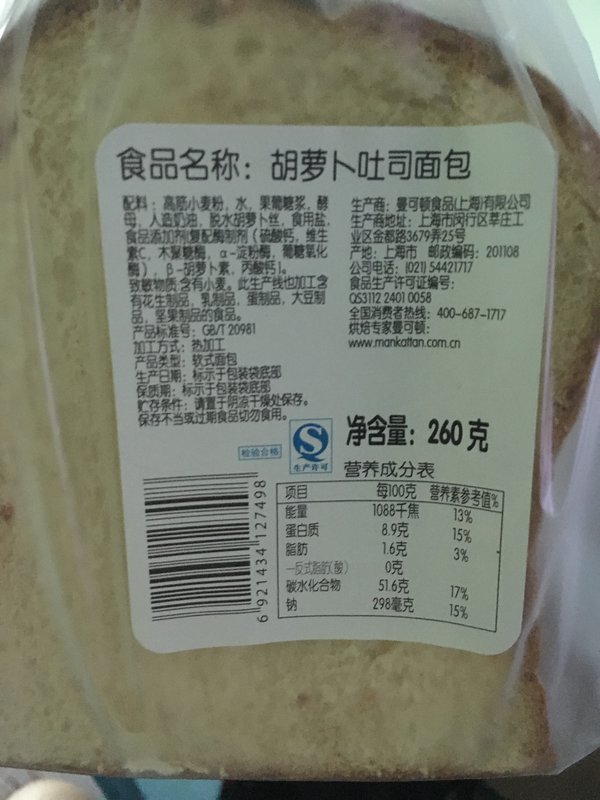 食品名称：胡萝卜吐司面包
配料：高筋小麦粉，水，果葡糖浆，酵
母，人造奶油，脱水胡萝卜丝，食用盐，
食品添加剂{复配酶制剂（硫酸钙，维生
素C，木聚糖酶，α-淀粉酶，葡糖氧化
酶），β-胡萝卜素，丙酸钙}。
致敏物质:含有小麦。此生产线也加工含
有花生制品，乳制品，蛋制品，大豆制
品，坚果制品的食品。
产品标准号：GB/T 20981
加工方式：热加工
产品类型：软式面包
生产日期：标示于包装袋底部
保质期：标示于包装袋底部
贮存条件：请置于阴凉干燥处保存。
保存不当或过期食品切勿食用。
生产商：曼可顿食品(上海)有限公司
生产商地址：上海市闵行区莘庄工
业区金都路3679弄25号
产地：上海市 邮政编码：201108
公司电话：(021) 54421717
食品生产许可证编号：
QS3112 2401 0058
全国消费者热线：400-687-1717
烘焙专家曼可顿：
www.mankattan.com.cn
检验合格
生产许可
净含量：260克
营养成分表
项目 每100克 营养素参考值%
能量 1088千焦 13%
蛋白质 8.9克 15%
脂肪 1.6克 3%
—反式脂肪(酸) 0克
碳水化合物 51.6克 17%
钠 298毫克 15%
6 921434 127498